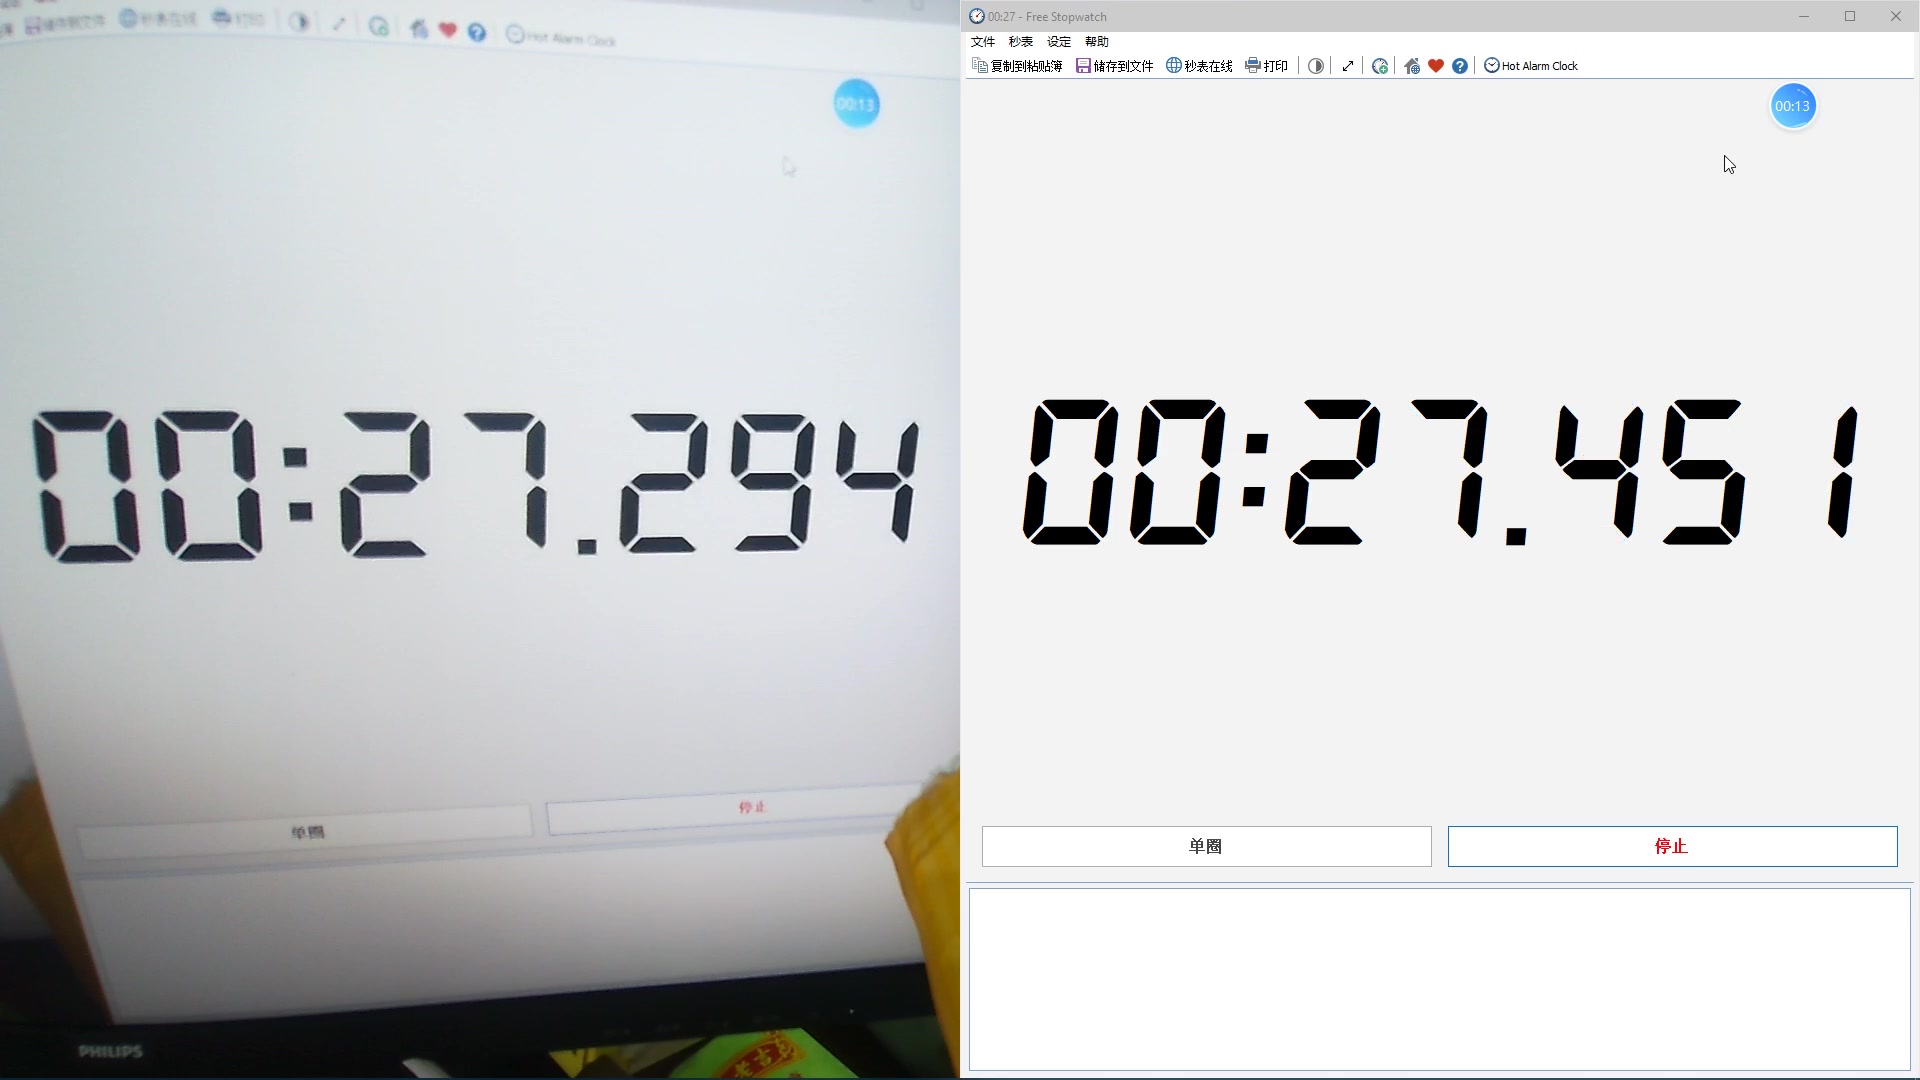 储存到文件 秒表在线 打印 Hot Alarm Clock
00:13
00:27.294
单圈 停止
PHILIPS
00:27 - Free Stopwatch
文件 秒表 设定 帮助
复制到粘贴簿 储存到文件 秒表在线 打印 Hot Alarm Clock
00:13
00:27.451
单圈 停止